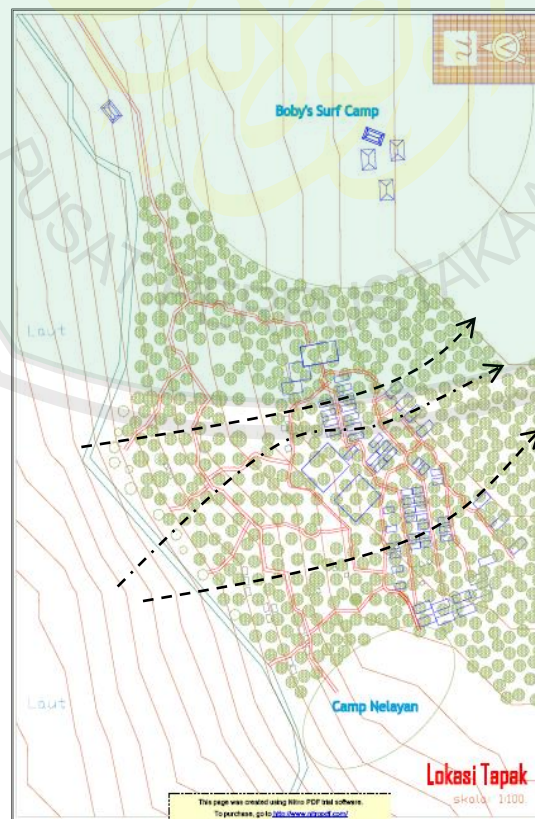 Boby's Surf Camp
Laut
Laut
Camp Nelayan
Lokasi Tapak
skala 1:100
This page was created using Nitro PDF trial software.
To purchase, go to http://www.nitropdf.com/